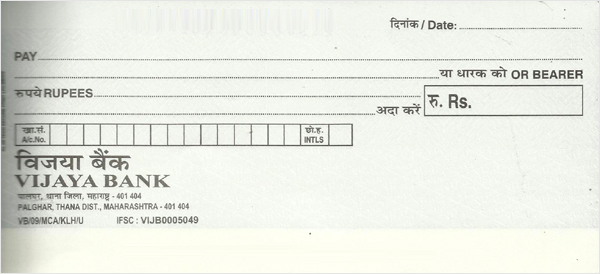 दिनांक / Date:
PAY
या धारक को OR BEARER
रुपये RUPEES
अदा करें रु. Rs.
खा.सं. छो.ह.
A/c.No. INTLS
विजया बैंक
VIJAYA BANK
पालघर, थाना जिला, महाराष्ट्र - 401 404
PALGHAR, THANA DIST., MAHARASHTRA - 401 404
VB/09/MCA/KLH/U IFSC : VIJB0005049